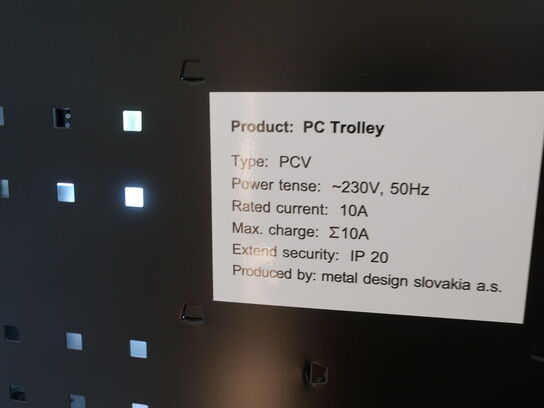 Product: PC Trolley
Type: PCV
Power tense: ~230V, 50Hz
Rated current: 10A
Max. charge: Σ10A
Extend security: IP 20
Produced by: metal design slovakia a.s.